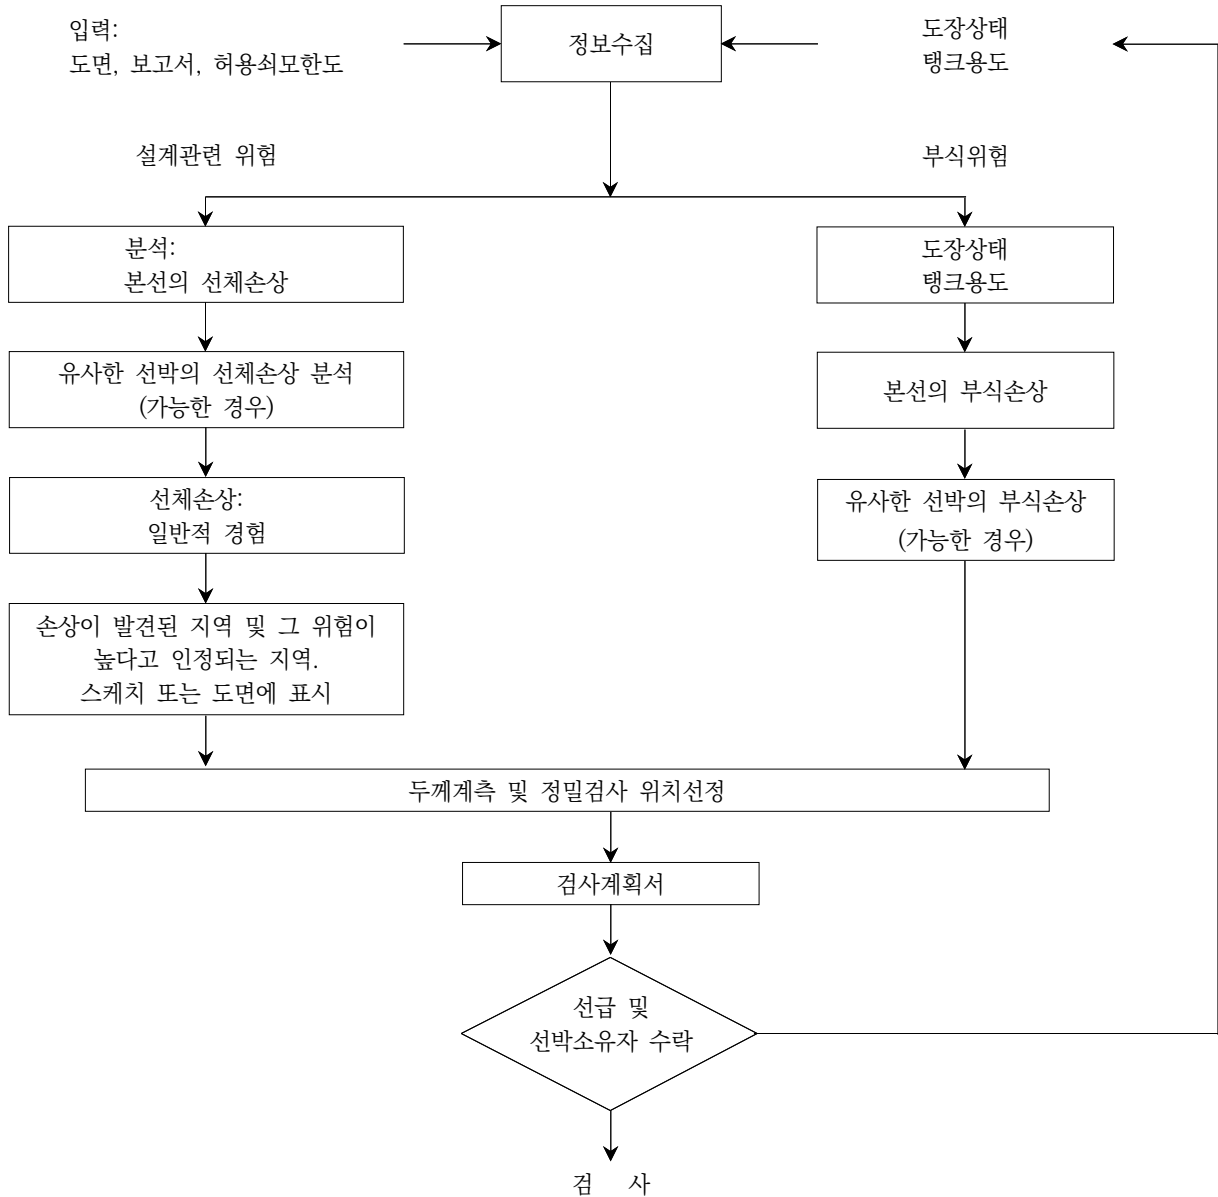 입력:
도면, 보고서, 허용쇠모한도
정보수집
도장상태
탱크용도
설계관련 위험
부식위험
분석:
본선의 선체손상
도장상태
탱크용도
유사한 선박의 선체손상 분석
(가능한 경우)
본선의 부식손상
선체손상:
일반적 경험
유사한 선박의 부식손상
(가능한 경우)
손상이 발견된 지역 및 그 위험이
높다고 인정되는 지역.
스케치 또는 도면에 표시
두께계측 및 정밀검사 위치선정
검사계획서
선급 및
선박소유자 수락
검 사